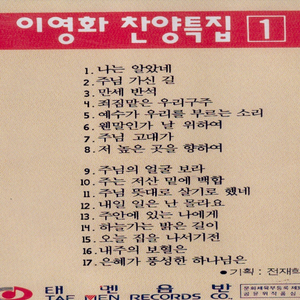 이영화 찬양특집 1
1. 나는 알았네
2. 주님 가신 길
3. 만세 반석
4. 죄짐맡은 우리구주
5. 예수가 우리를 부르는 소리
6. 웬말인가 날 위하여
7. 주님 고대가
8. 저 높은 곳을 향하여
9. 주님의 얼굴 보라
10. 주는 저산 밑에 백합
11. 주님 뜻대로 살기로 했네
12. 내일 일은 난 몰라요
13. 주안에 있는 나에게
14. 하늘가는 밝은 길이
15. 오늘 집을 나서기전
16. 내주의 보혈은
17. 은혜가 풍성한 하나님은
•기획 : 전재
태 멘 음 반
TAE MEN RECORDS CO
문화체육부등록 제